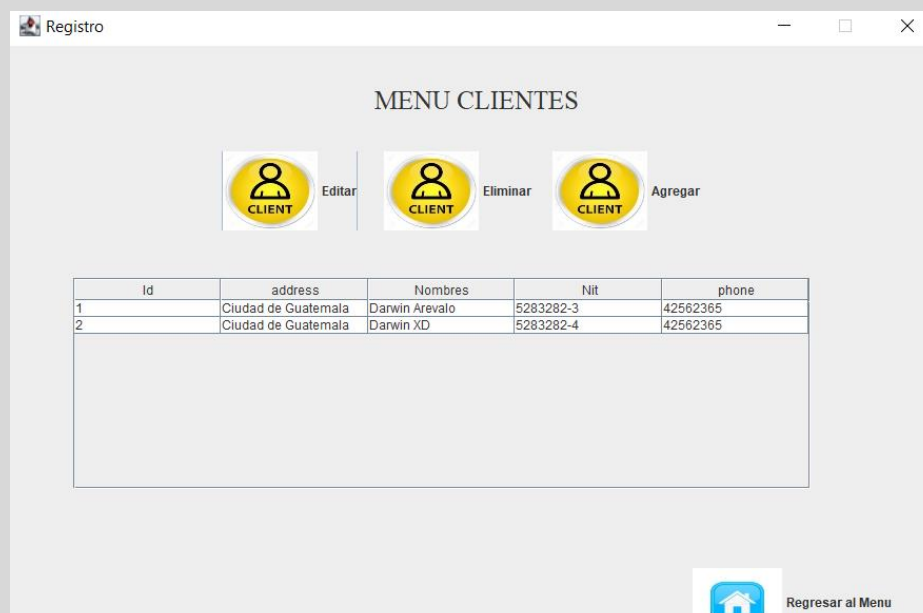 Registro
MENU CLIENTES
CLIENT Editar CLIENT Eliminar CLIENT Agregar
Id address Nombres Nit phone
1 Ciudad de Guatemala Darwin Arevalo 5283282-3 42562365
2 Ciudad de Guatemala Darwin XD 5283282-4 42562365
Regresar al Menu